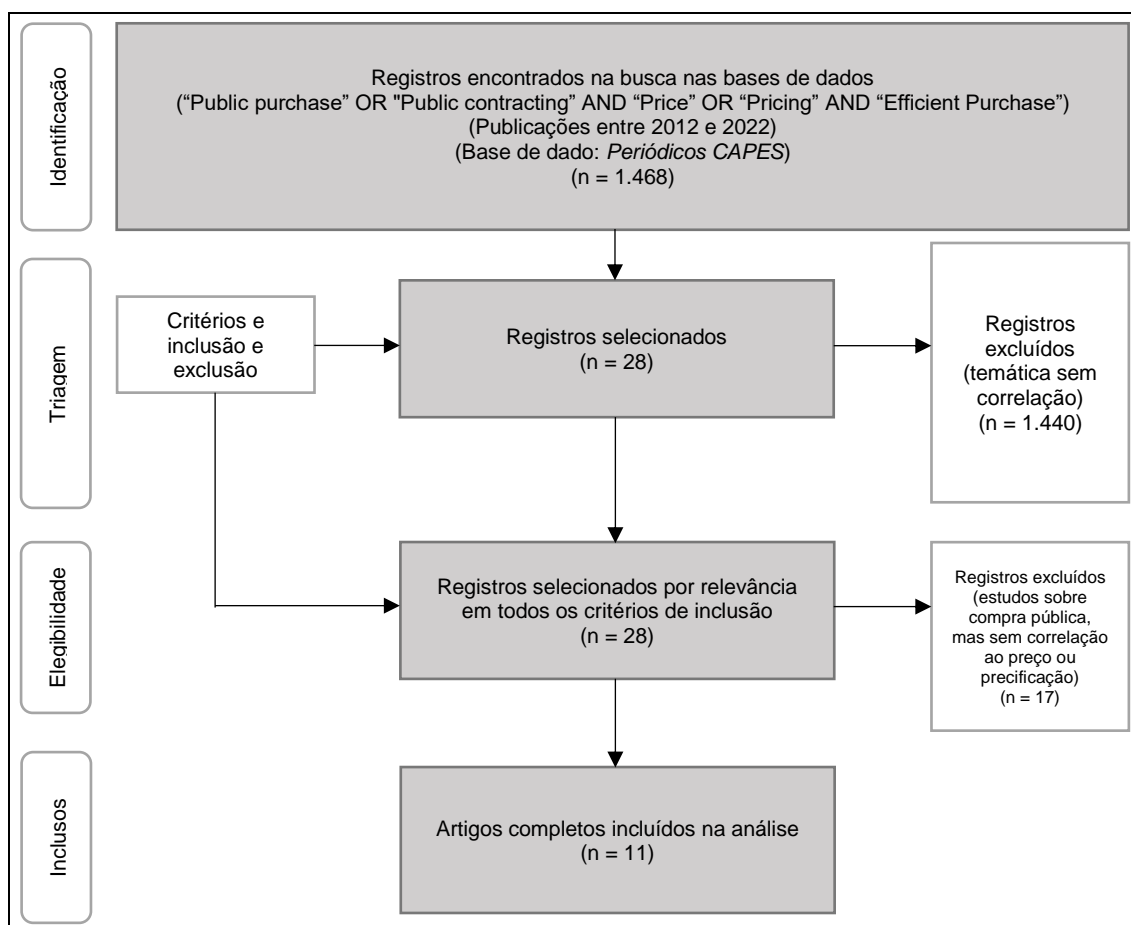 Identificação
Registros encontrados na busca nas bases de dados
(“Public purchase” OR "Public contracting” AND “Price” OR “Pricing” AND “Efficient Purchase”)
(Publicações entre 2012 e 2022)
(Base de dado: Periódicos CAPES)
(n = 1.468)
Triagem
Critérios e
inclusão e
exclusão
Registros selecionados
(n = 28)
Registros
excluídos
(temática sem
correlação)
(n = 1.440)
Elegibilidade
Registros selecionados por relevância
em todos os critérios de inclusão
(n = 28)
Registros excluídos
(estudos sobre
compra pública,
mas sem correlação
ao preço ou
precificação)
(n = 17)
Inclusos
Artigos completos incluídos na análise
(n = 11)